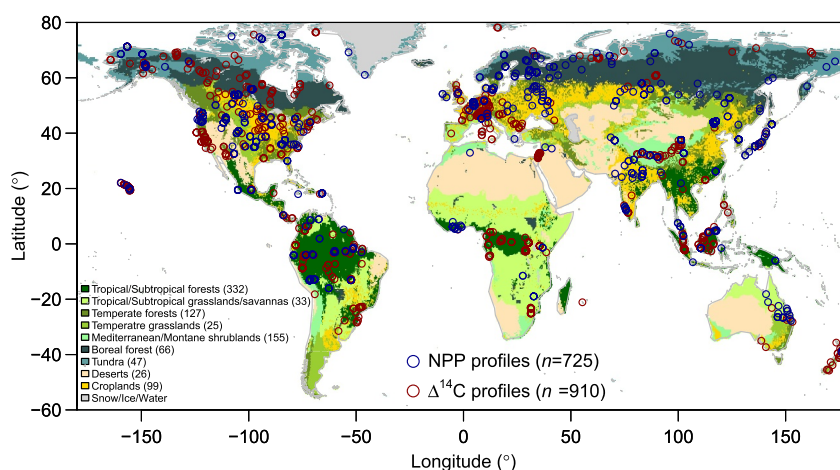 80
60
40
20
0
−20
−40
−60
Latitude (°)
Tropical/Subtropical forests (332)
Tropical/Subtropical grasslands/savannas (33)
Temperate forests (127)
Temperatre grasslands (25)
Mediterranean/Montane shrublands (155)
Boreal forest (66)
Tundra (47)
Deserts (26)
Croplands (99)
Snow/Ice/Water
NPP profiles (n=725)
Δ¹⁴C profiles (n =910)
−150 −100 −50 0 50 100 150
Longitude (°)